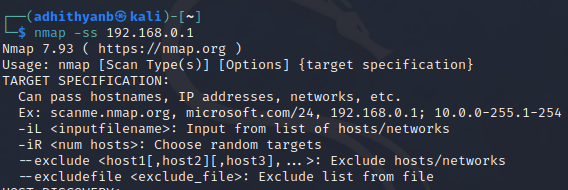 ┌──(adhithyanb㉿kali)-[~]
└─$ nmap -ss 192.168.0.1
Nmap 7.93 ( https://nmap.org )
Usage: nmap [Scan Type(s)] [Options] {target specification}
TARGET SPECIFICATION:
  Can pass hostnames, IP addresses, networks, etc.
  Ex: scanme.nmap.org, microsoft.com/24, 192.168.0.1; 10.0.0-255.1-254
  -iL <inputfilename>: Input from list of hosts/networks
  -iR <num hosts>: Choose random targets
  --exclude <host1[,host2][,host3],...>: Exclude hosts/networks
  --excludefile <exclude_file>: Exclude list from file
HOST DISCOVERY: